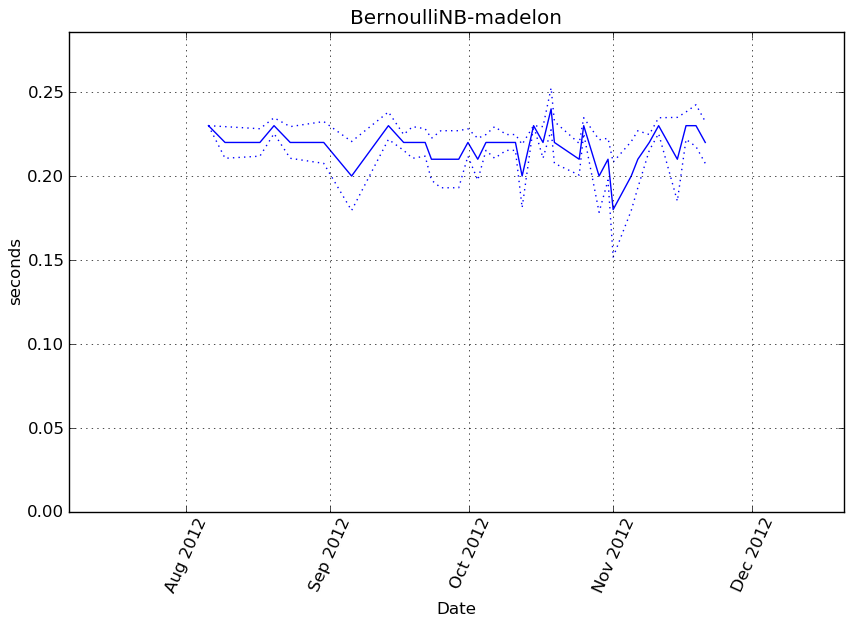 BernoulliNB-madelon
0.25
0.20
0.15
0.10
0.05
0.00
seconds
Aug 2012
Sep 2012
Oct 2012
Nov 2012
Dec 2012
Date